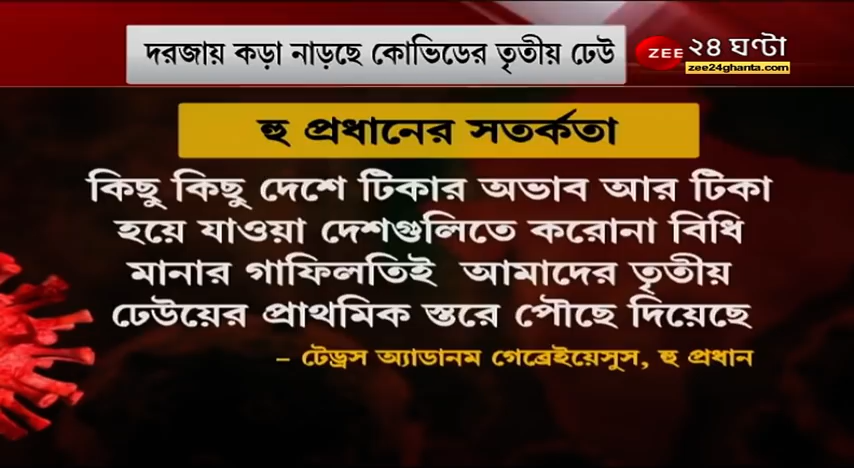 দরজায় কড়া নাড়ছে কোভিডের তৃতীয় ঢেউ
ZEE ২৪ ঘণ্টা
zee24ghanta.com
হু প্রধানের সতর্কতা
কিছু কিছু দেশে টিকার অভাব আর টিকা
হয়ে যাওয়া দেশগুলিতে করোনা বিধি
মানার গাফিলতিই আমাদের তৃতীয়
ঢেউয়ের প্রাথমিক স্তরে পৌছে দিয়েছে
– টেড্রস অ্যাডানম গেব্রেইয়েসুস, হু প্রধান